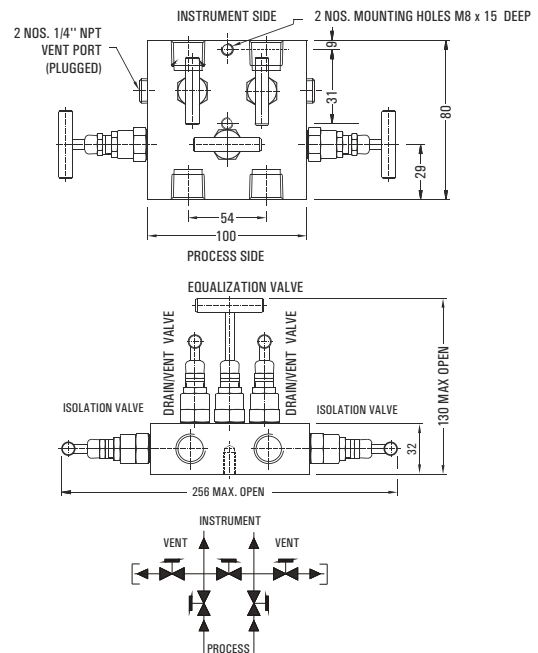 INSTRUMENT SIDE
2 NOS. MOUNTING HOLES M8 x 15 DEEP
2 NOS. 1/4'' NPT
VENT PORT
(PLUGGED)
9
31
80
29
54
100
PROCESS SIDE
EQUALIZATION VALVE
DRAIN/VENT VALVE
DRAIN/VENT VALVE
130 MAX OPEN
ISOLATION VALVE
ISOLATION VALVE
32
256 MAX. OPEN
INSTRUMENT
VENT
VENT
PROCESS